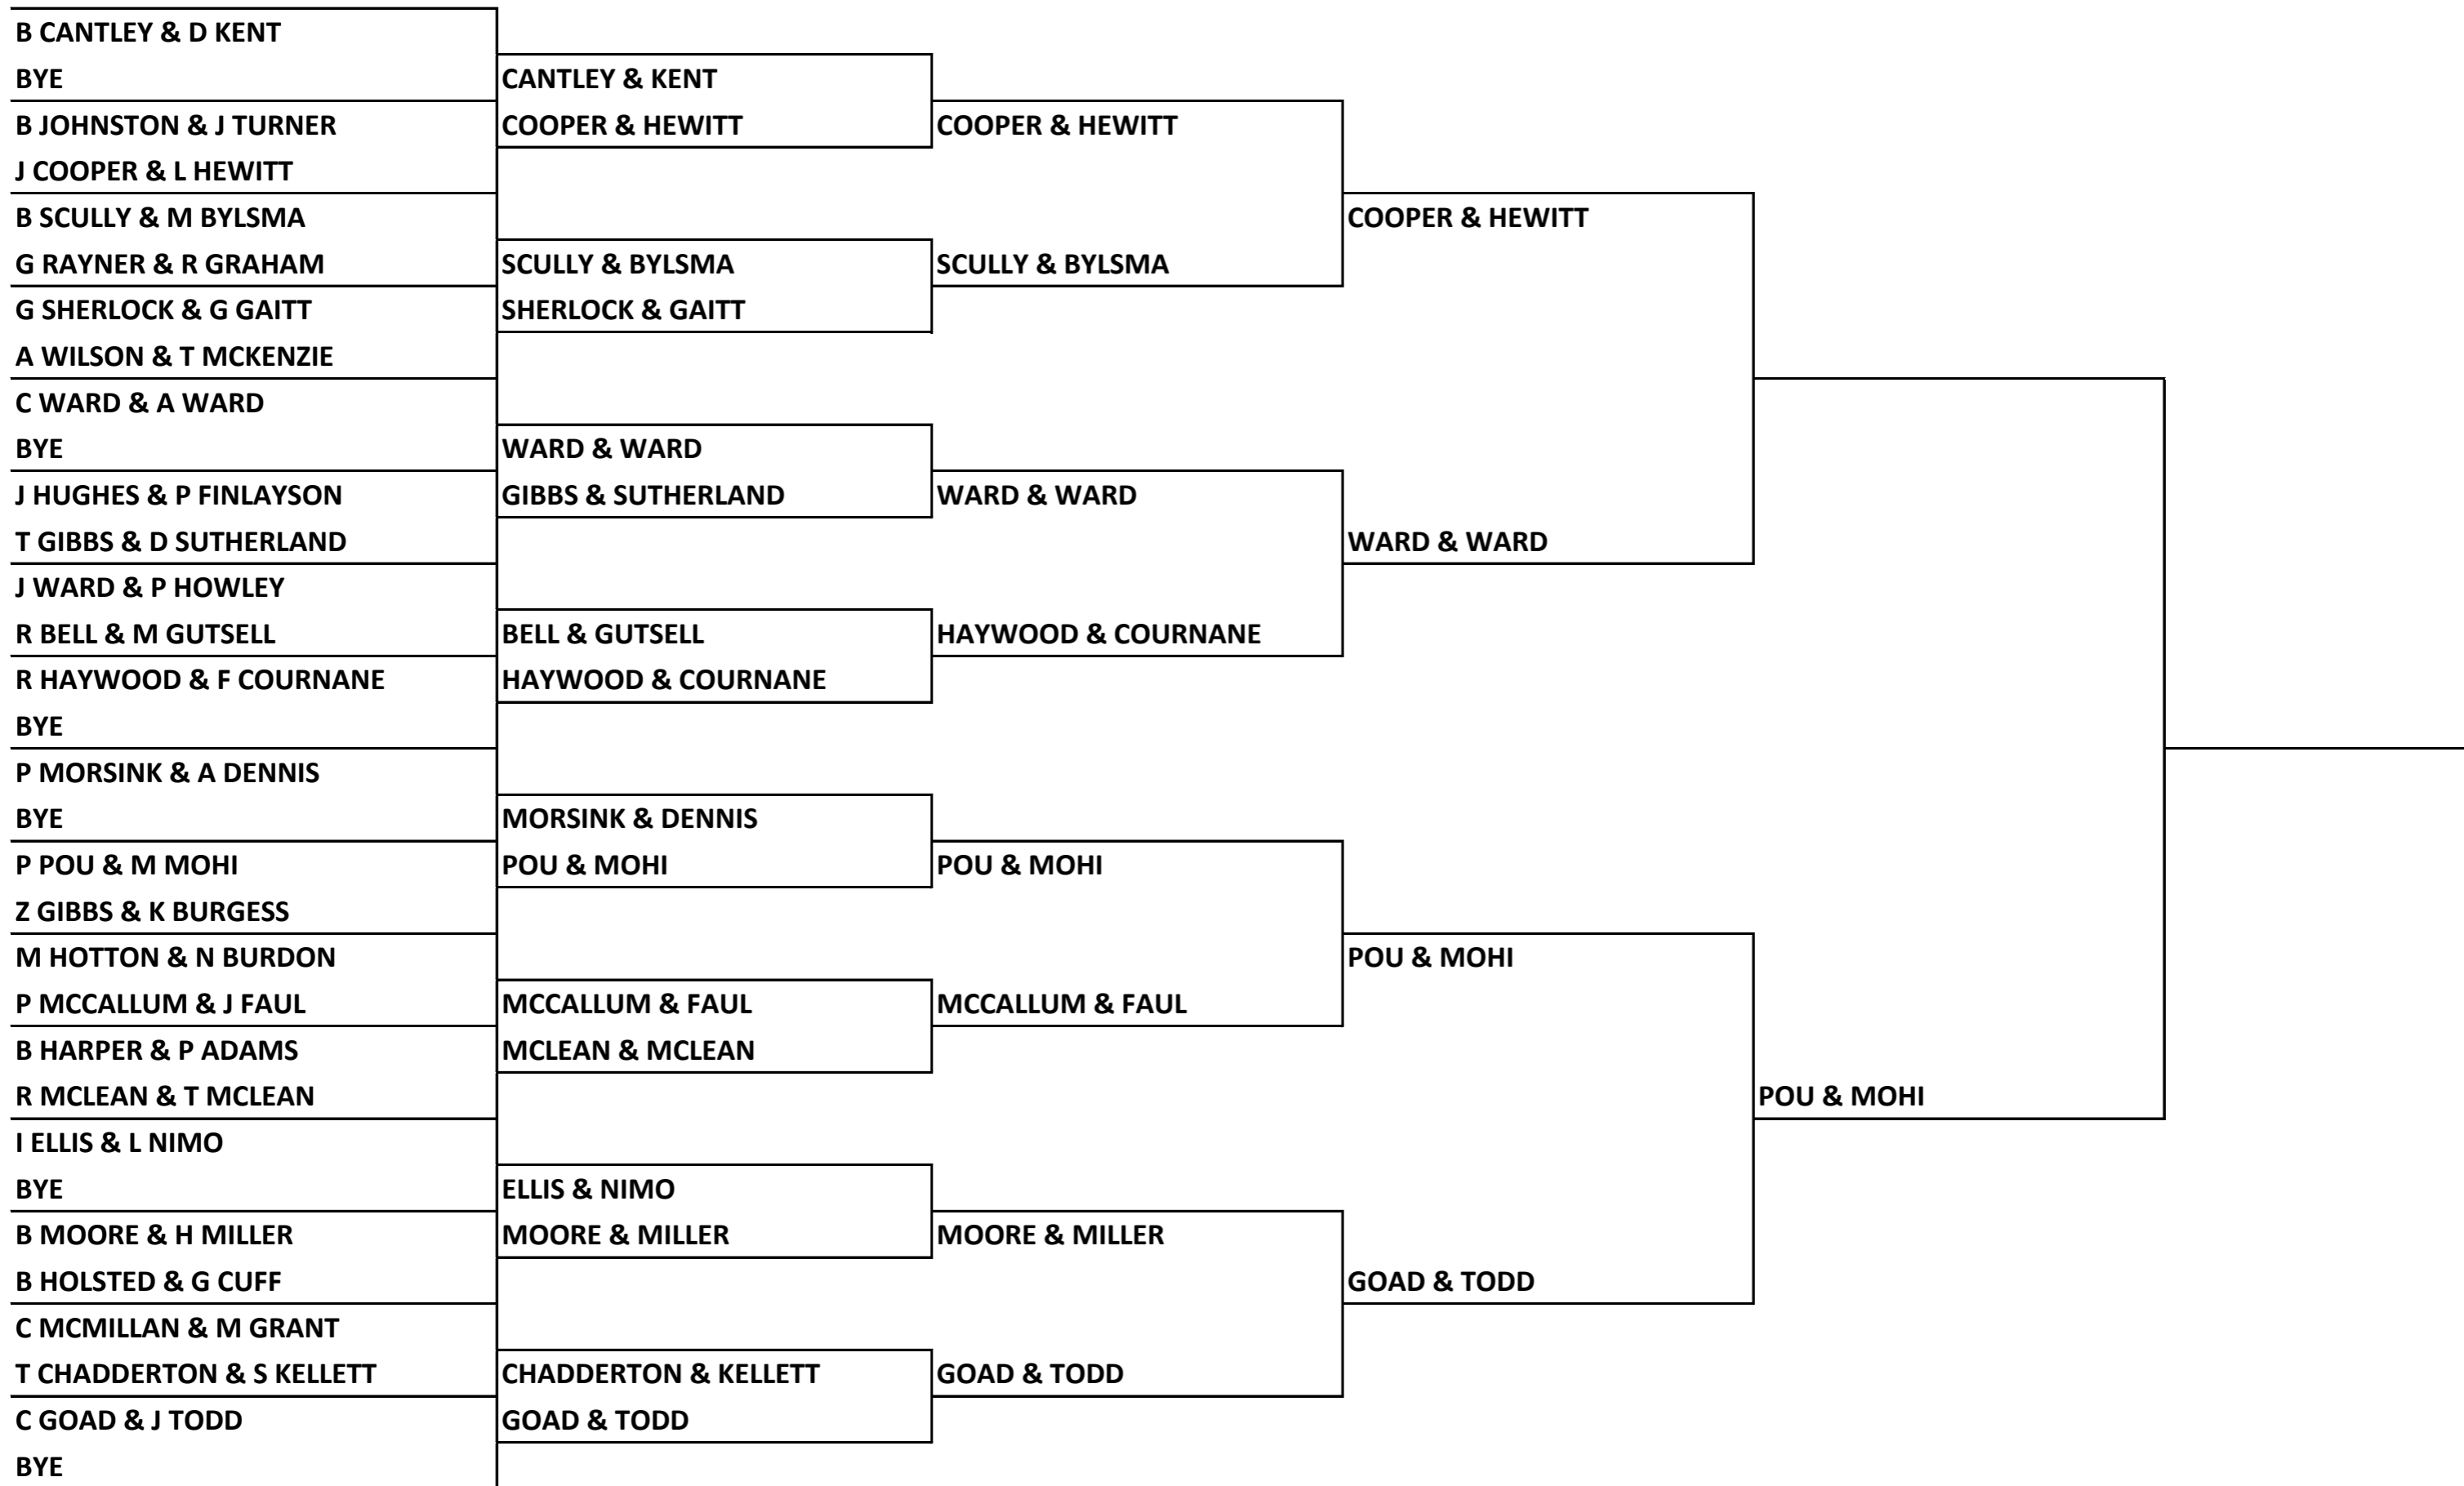 B CANTLEY & D KENT
BYE
B JOHNSTON & J TURNER
J COOPER & L HEWITT
B SCULLY & M BYLSMA
G RAYNER & R GRAHAM
G SHERLOCK & G GAITT
A WILSON & T MCKENZIE
C WARD & A WARD
BYE
J HUGHES & P FINLAYSON
T GIBBS & D SUTHERLAND
J WARD & P HOWLEY
R BELL & M GUTSELL
R HAYWOOD & F COURNANE
BYE
P MORSINK & A DENNIS
BYE
P POU & M MOHI
Z GIBBS & K BURGESS
M HOTTON & N BURDON
P MCCALLUM & J FAUL
B HARPER & P ADAMS
R MCLEAN & T MCLEAN
I ELLIS & L NIMO
BYE
B MOORE & H MILLER
B HOLSTED & G CUFF
C MCMILLAN & M GRANT
T CHADDERTON & S KELLETT
C GOAD & J TODD
BYE
CANTLEY & KENT
COOPER & HEWITT
SCULLY & BYLSMA
SHERLOCK & GAITT
WARD & WARD
GIBBS & SUTHERLAND
BELL & GUTSELL
HAYWOOD & COURNANE
MORSINK & DENNIS
POU & MOHI
MCCALLUM & FAUL
MCLEAN & MCLEAN
ELLIS & NIMO
MOORE & MILLER
CHADDERTON & KELLETT
GOAD & TODD
COOPER & HEWITT
SCULLY & BYLSMA
WARD & WARD
HAYWOOD & COURNANE
POU & MOHI
MCCALLUM & FAUL
MOORE & MILLER
GOAD & TODD
COOPER & HEWITT
WARD & WARD
POU & MOHI
GOAD & TODD
POU & MOHI